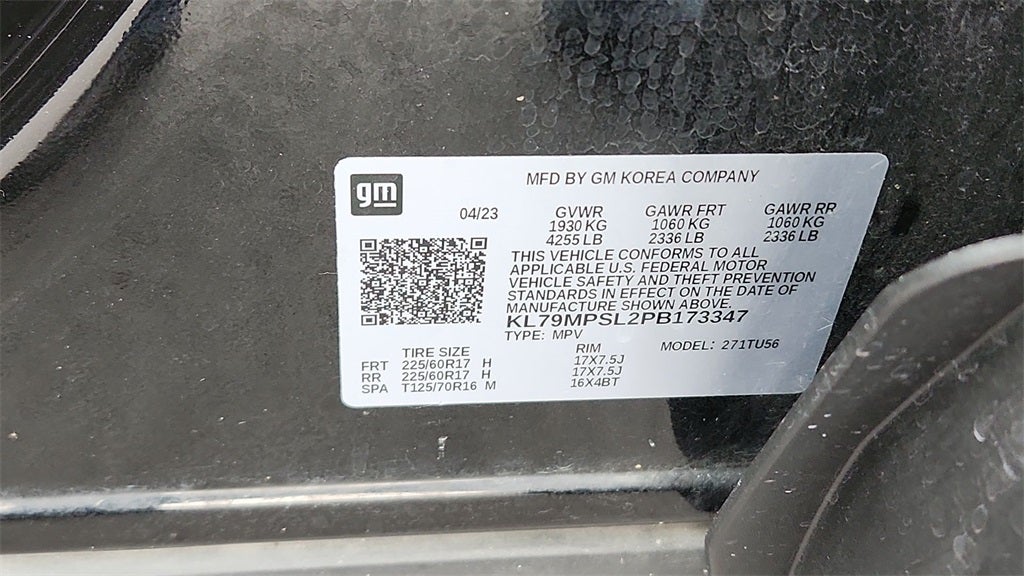 gm
MFD BY GM KOREA COMPANY
04/23 GVWR GAWR FRT GAWR RR
1930 KG 1060 KG 1060 KG
4255 LB 2336 LB 2336 LB
THIS VEHICLE CONFORMS TO ALL
APPLICABLE U.S. FEDERAL MOTOR
VEHICLE SAFETY AND THEFT PREVENTION
STANDARDS IN EFFECT ON THE DATE OF
MANUFACTURE SHOWN ABOVE.
KL79MPSL2PB173347
TYPE: MPV MODEL: 271TU56
TIRE SIZE RIM
FRT 225/60R17 H 17X7.5J
RR 225/60R17 H 17X7.5J
SPA T125/70R16 M 16X4BT